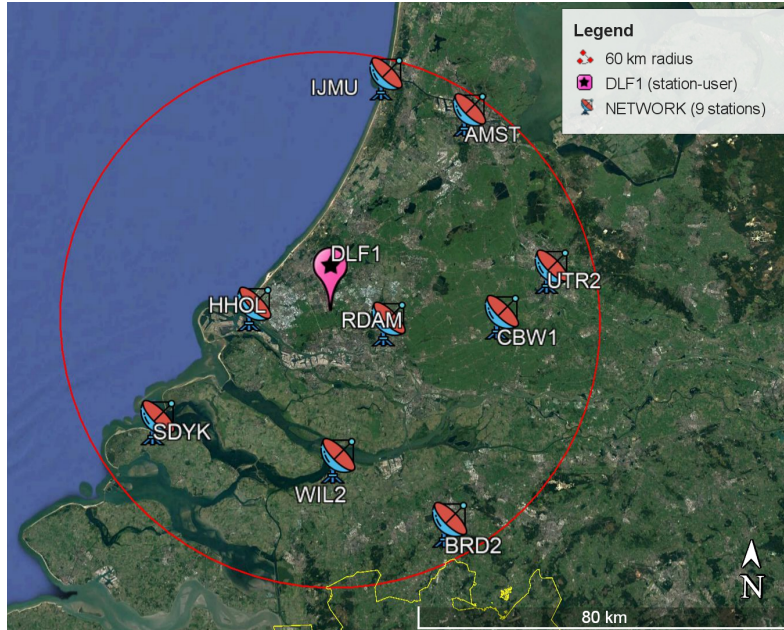 Legend
60 km radius
DLF1 (station-user)
NETWORK (9 stations)
IJMU
AMST
DLF1
UTR2
HHOL
RDAM
CBW1
SDYK
WIL2
BRD2
N
80 km